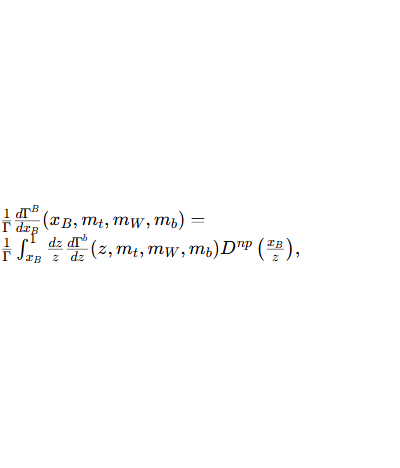 \frac{1}{\Gamma} \frac{d\Gamma^B}{dx_B}(x_B, m_t, m_W, m_b) =
\frac{1}{\Gamma} \int_{x_B}^{1} \frac{dz}{z} \frac{d\Gamma^b}{dz}(z, m_t, m_W, m_b) D^{np} \left( \frac{x_B}{z} \right),